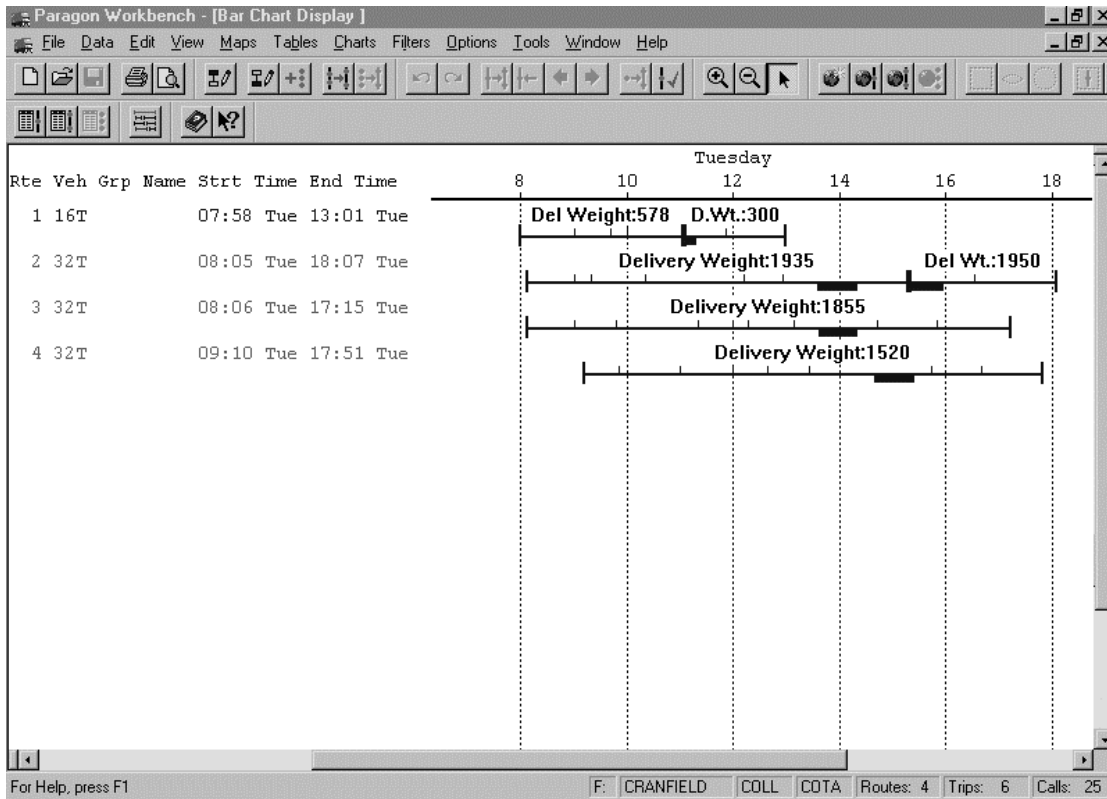 Paragon Workbench - [Bar Chart Display ]
File Data Edit View Maps Tables Charts Filters Options Tools Window Help
Tuesday
Rte Veh Grp Name Strt Time End Time 8 10 12 14 16 18
1 16T 07:58 Tue 13:01 Tue Del Weight:578 D.Wt.:300
2 32T 08:05 Tue 18:07 Tue Delivery Weight:1935 Del Wt.:1950
3 32T 08:06 Tue 17:15 Tue Delivery Weight:1855
4 32T 09:10 Tue 17:51 Tue Delivery Weight:1520
For Help, press F1 F: CRANFIELD COLL COTA Routes: 4 Trips: 6 Calls: 25